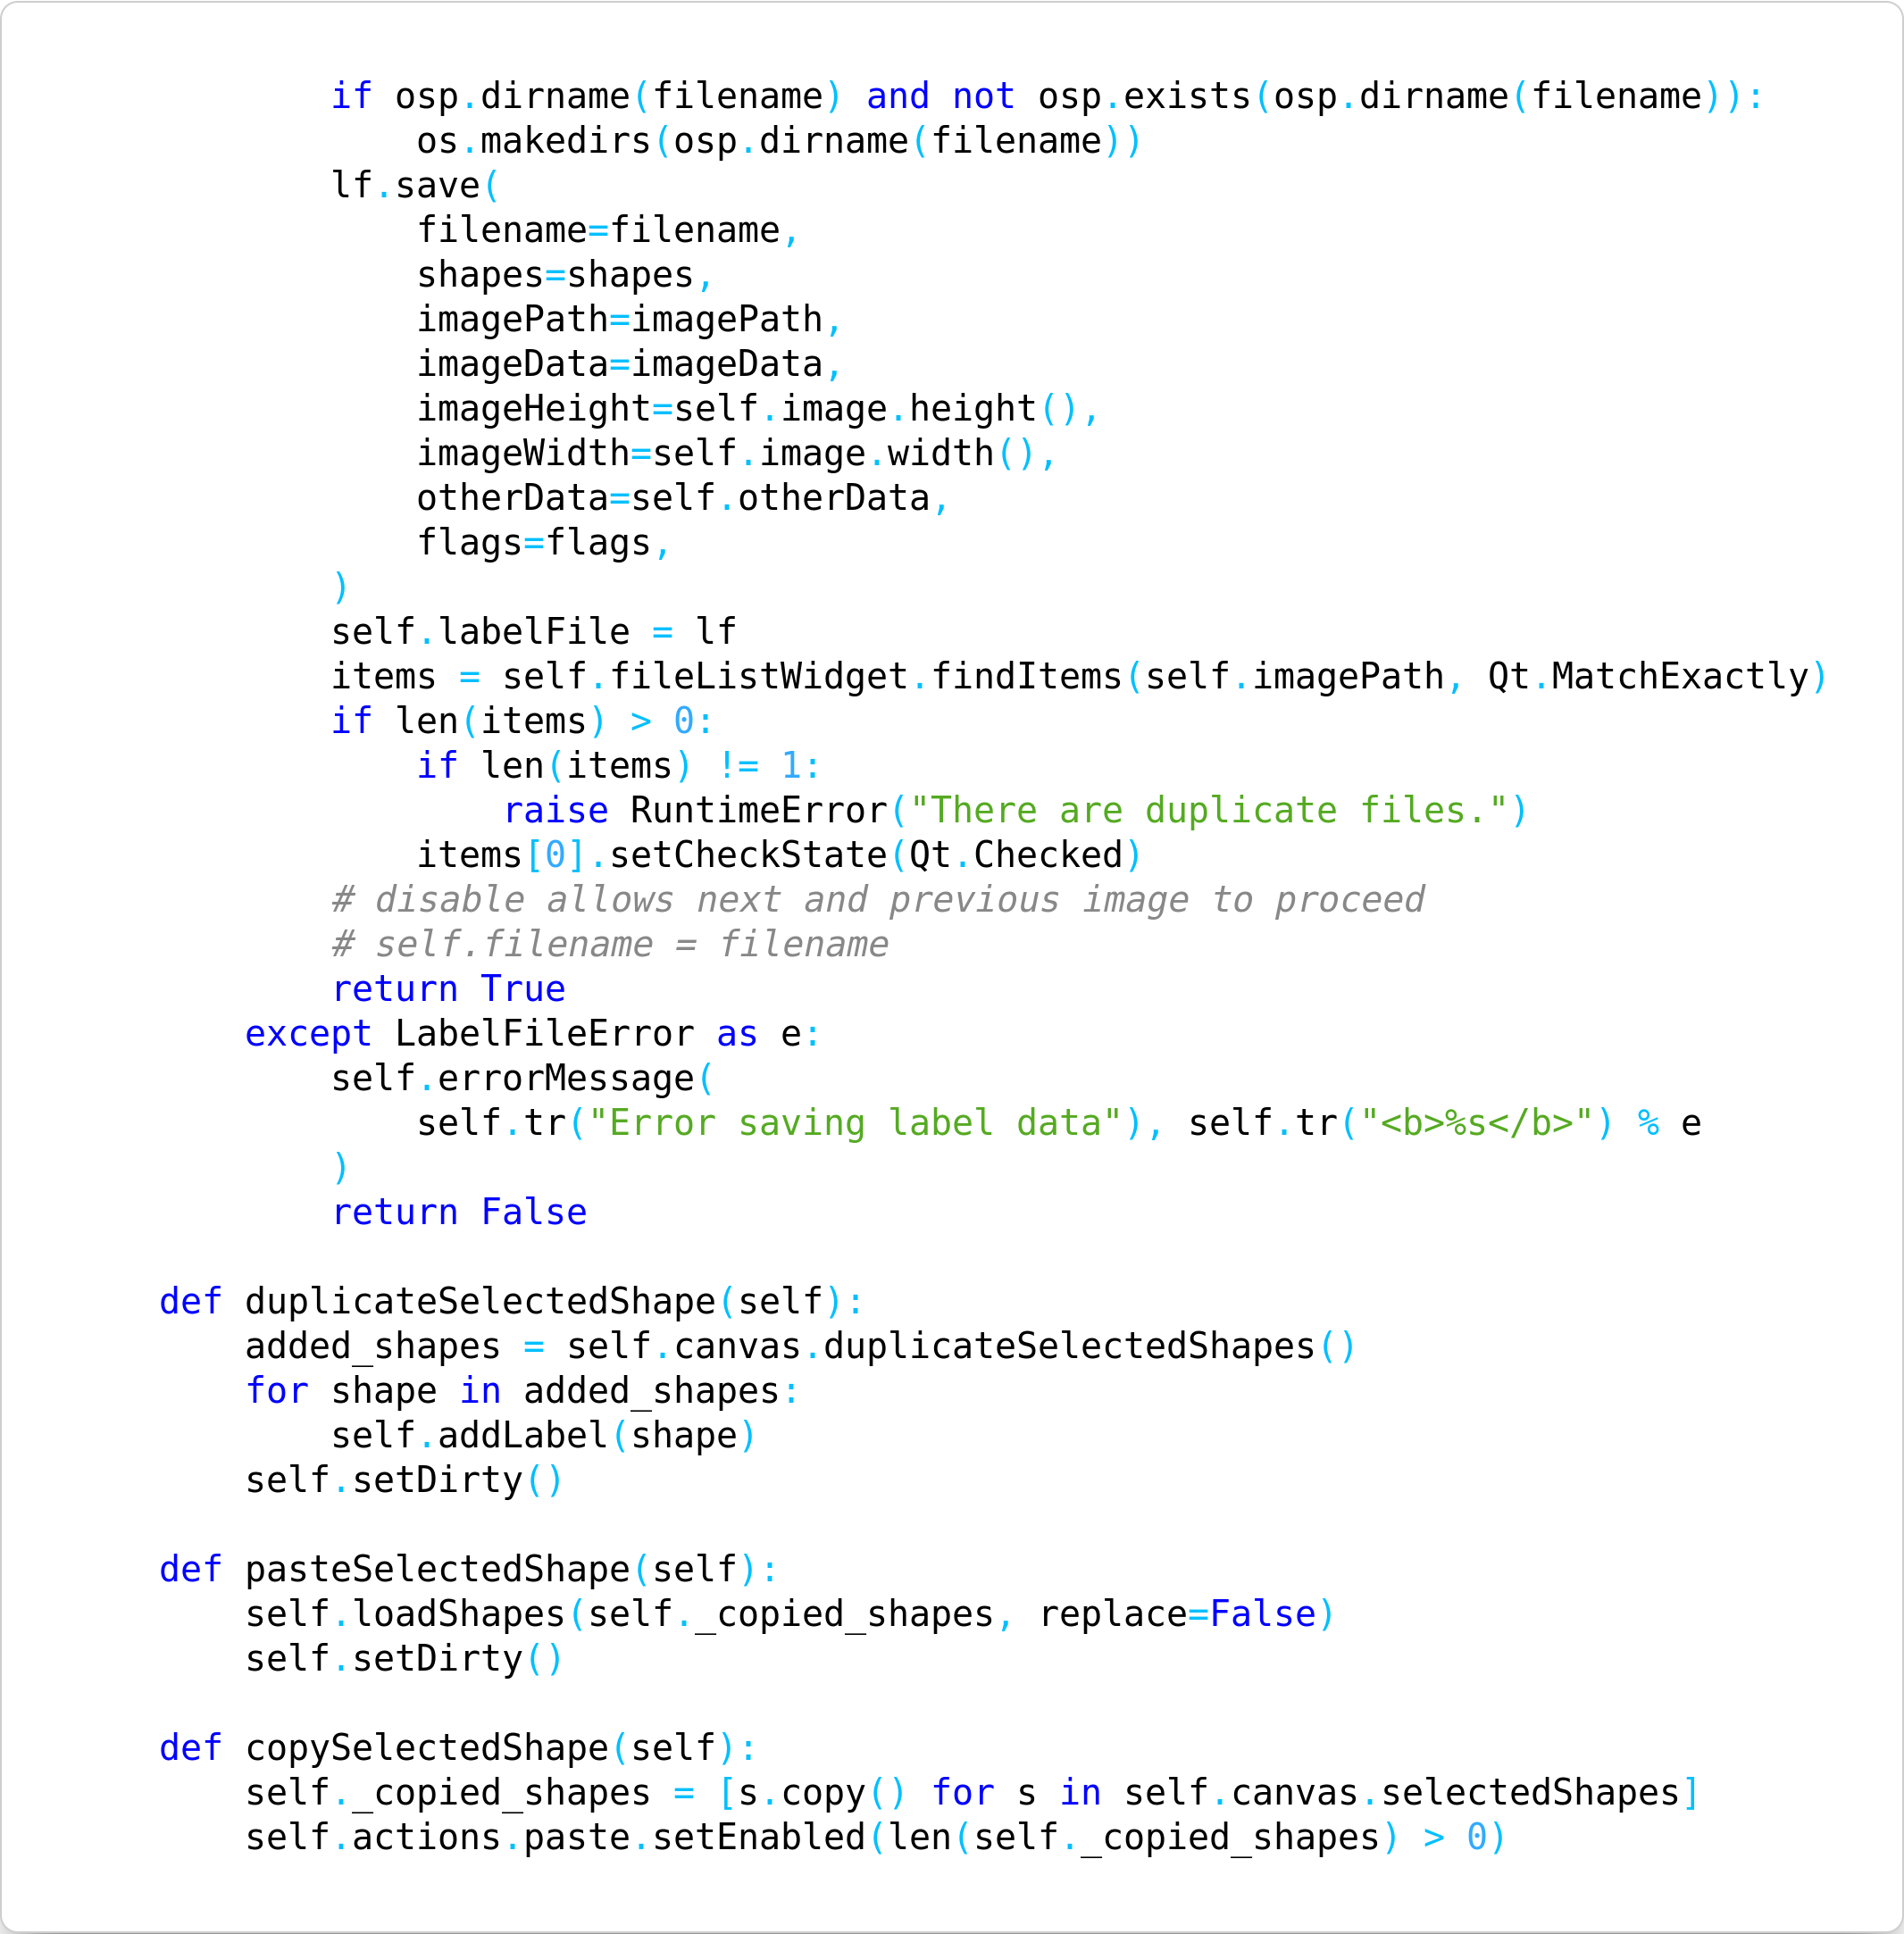 if osp.dirname(filename) and not osp.exists(osp.dirname(filename)):
            os.makedirs(osp.dirname(filename))
        lf.save(
            filename=filename,
            shapes=shapes,
            imagePath=imagePath,
            imageData=imageData,
            imageHeight=self.image.height(),
            imageWidth=self.image.width(),
            otherData=self.otherData,
            flags=flags,
        )
        self.labelFile = lf
        items = self.fileListWidget.findItems(self.imagePath, Qt.MatchExactly)
        if len(items) > 0:
            if len(items) != 1:
                raise RuntimeError("There are duplicate files.")
            items[0].setCheckState(Qt.Checked)
        # disable allows next and previous image to proceed
        # self.filename = filename
        return True
    except LabelFileError as e:
        self.errorMessage(
            self.tr("Error saving label data"), self.tr("<b>%s</b>") % e
        )
        return False

def duplicateSelectedShape(self):
    added_shapes = self.canvas.duplicateSelectedShapes()
    for shape in added_shapes:
        self.addLabel(shape)
    self.setDirty()

def pasteSelectedShape(self):
    self.loadShapes(self._copied_shapes, replace=False)
    self.setDirty()

def copySelectedShape(self):
    self._copied_shapes = [s.copy() for s in self.canvas.selectedShapes]
    self.actions.paste.setEnabled(len(self._copied_shapes) > 0)